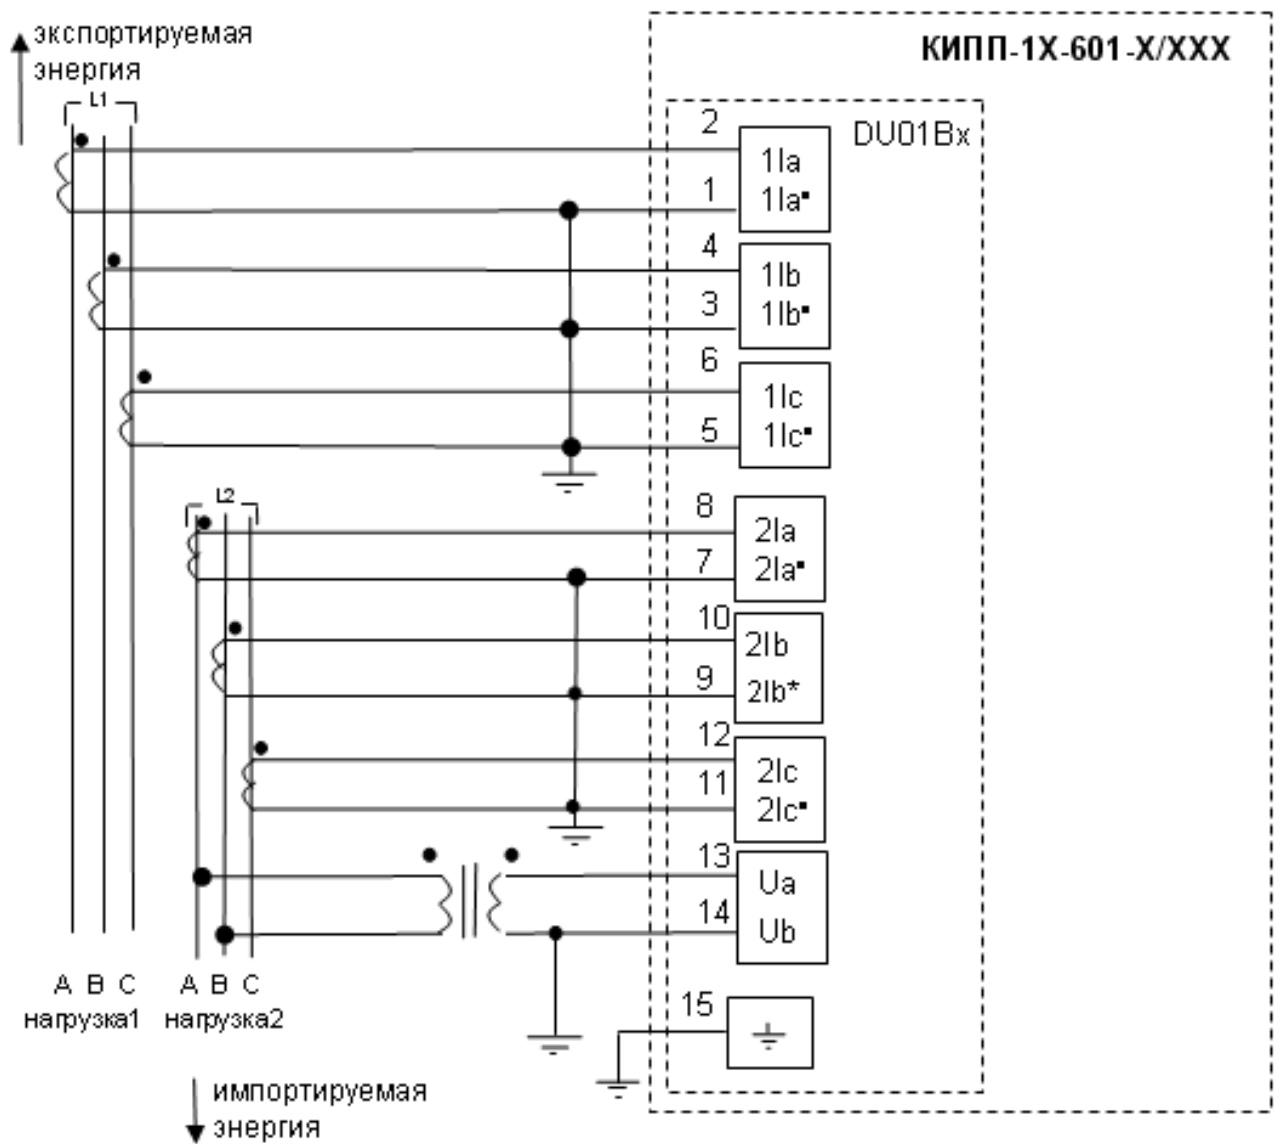 экспортируемая
энергия
КИПП-1Х-601-Х/ХХХ
L1
DU01Bx
2
1Ia
1
1Ia▪
4
1Ib
3
1Ib▪
6
1Ic
5
1Ic▪
L2
8
2Ia
7
2Ia▪
10
2Ib
9
2Ib*
12
2Ic
11
2Ic▪
13
Ua
14
Ub
A B C
нагрузка1
A B C
нагрузка2
15
импортируемая
энергия